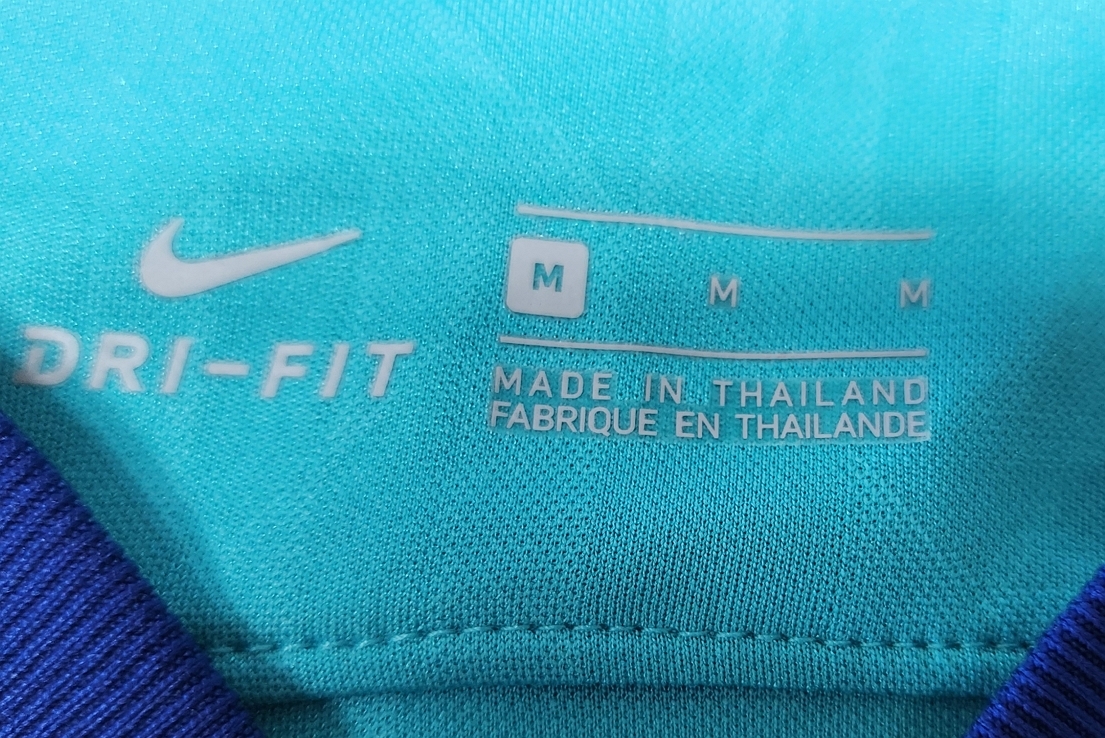 DRI-FIT
M M M
MADE IN THAILAND
FABRIQUE EN THAILANDE